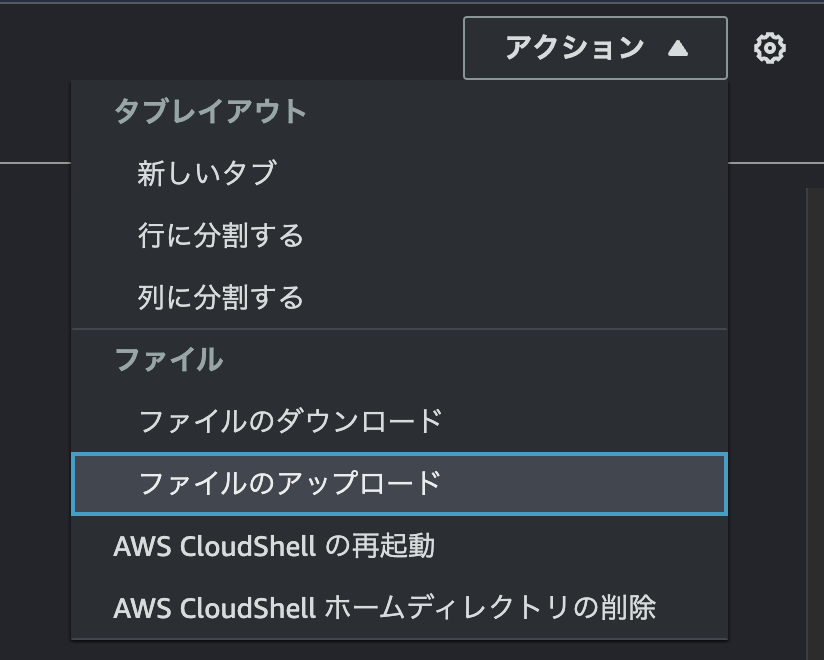 アクション ▲
タブレイアウト
新しいタブ
行に分割する
列に分割する
ファイル
ファイルのダウンロード
ファイルのアップロード
AWS CloudShell の再起動
AWS CloudShell ホームディレクトリの削除